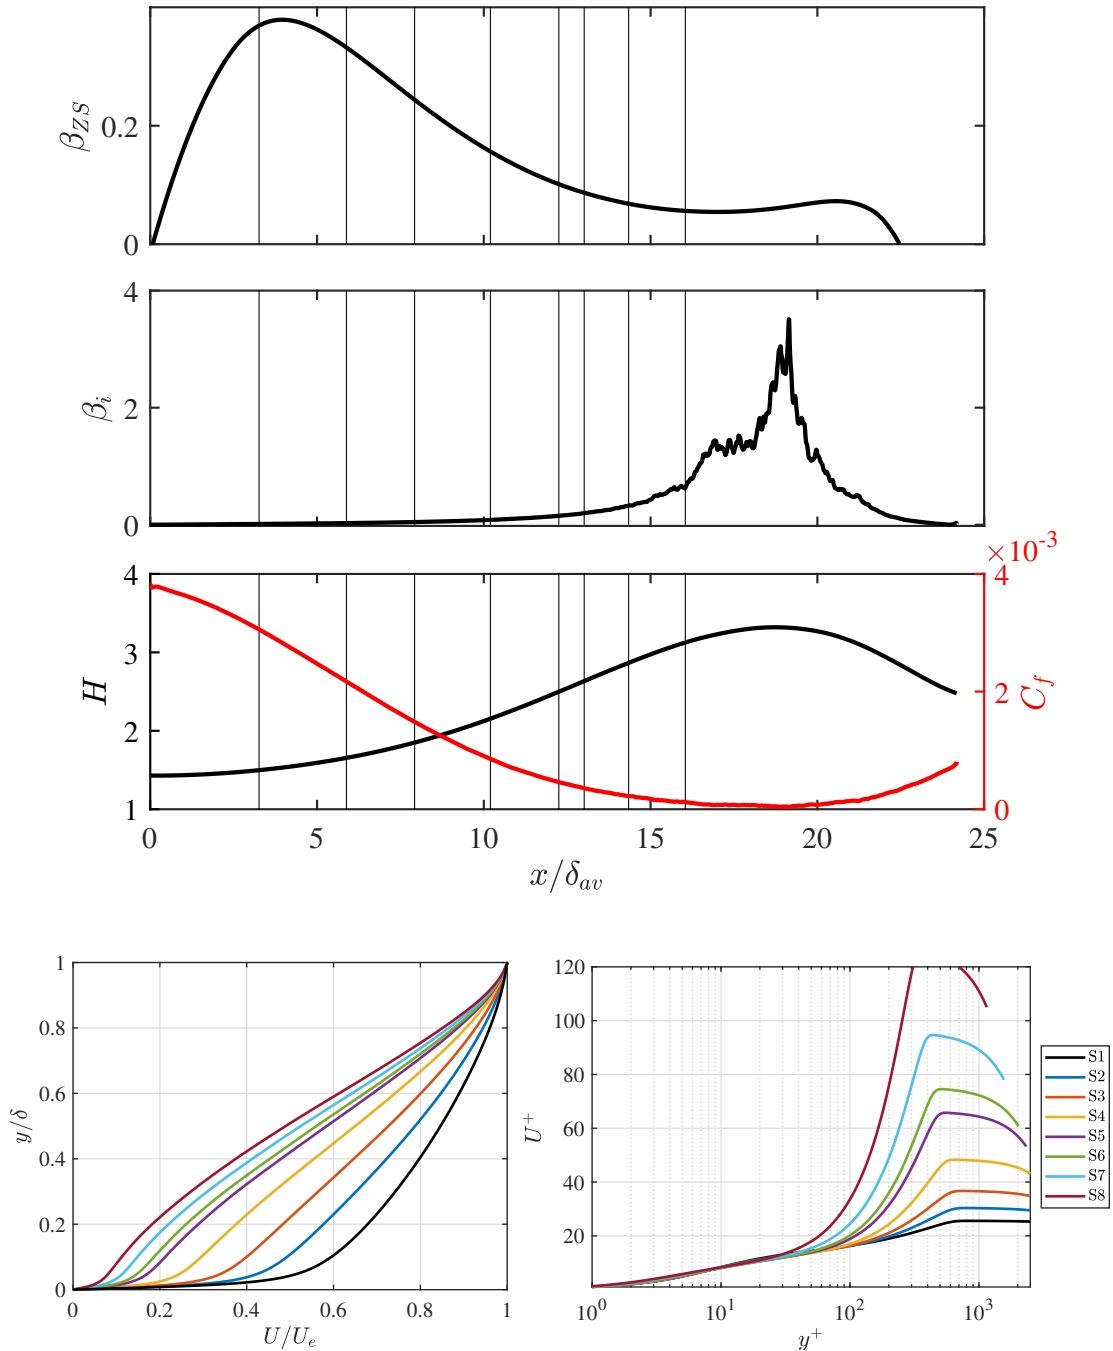 β_ZS
0.2
0
β_i
4
2
0
×10^-3
H
4
3
2
1
C_f
4
2
0
0 5 10 15 20 25
x/δ_av
y/δ
1
0.8
0.6
0.4
0.2
0
0 0.2 0.4 0.6 0.8 1
U/U_e
U^+
120
100
80
60
40
20
10^0 10^1 10^2 10^3
y^+
S1
S2
S3
S4
S5
S6
S7
S8